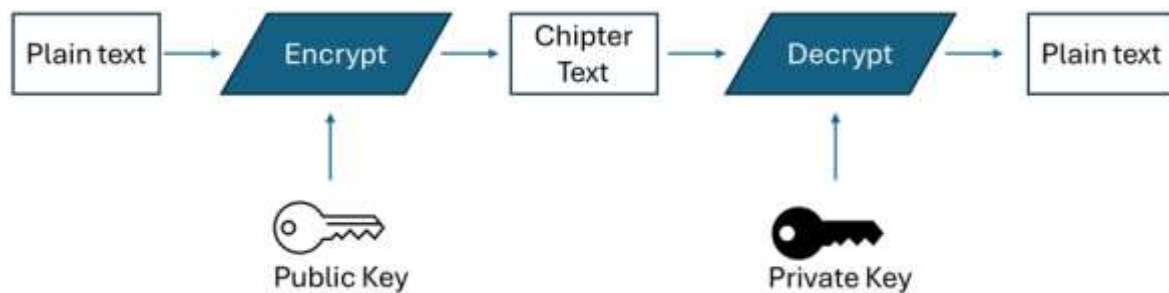 Plain text
Encrypt
Chipter
Text
Decrypt
Plain text
Public Key
Private Key